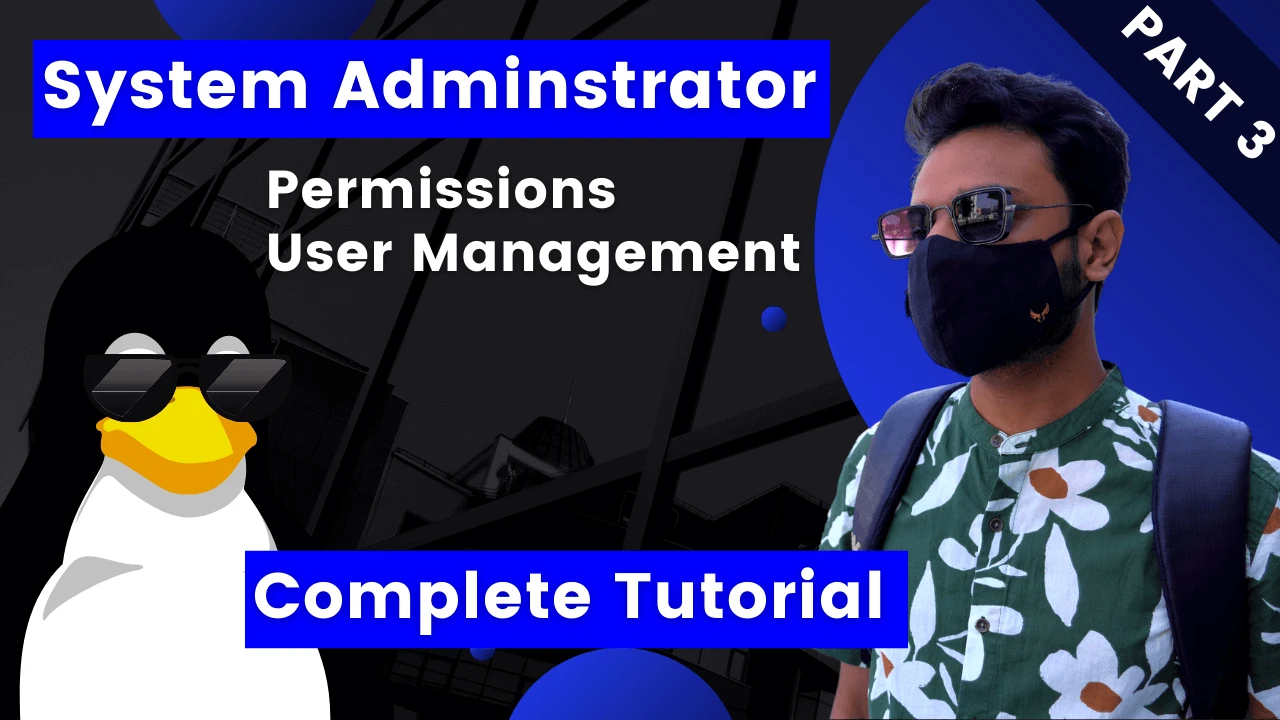 System Adminstrator
PART 3
Permissions
User Management
Complete Tutorial